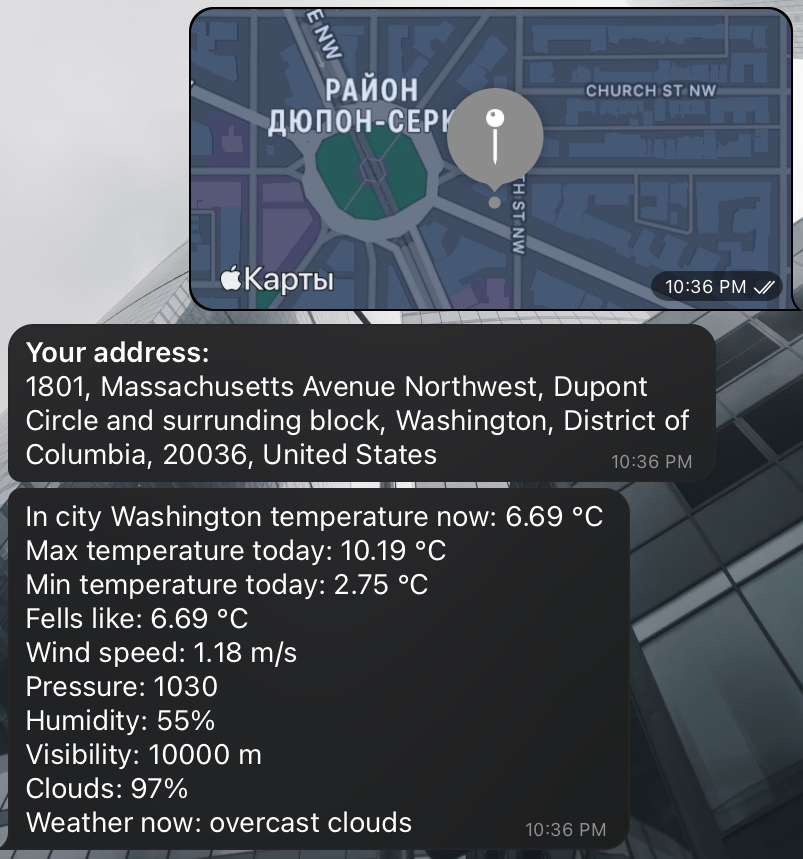 E NW
РАЙОН
ДЮПОН-СЕРК
CHURCH ST NW
TH ST NW
Карты
10:36 PM
Your address:
1801, Massachusetts Avenue Northwest, Dupont
Circle and surrunding block, Washington, District of
Columbia, 20036, United States
10:36 PM
In city Washington temperature now: 6.69 °C
Max temperature today: 10.19 °C
Min temperature today: 2.75 °C
Fells like: 6.69 °C
Wind speed: 1.18 m/s
Pressure: 1030
Humidity: 55%
Visibility: 10000 m
Clouds: 97%
Weather now: overcast clouds
10:36 PM